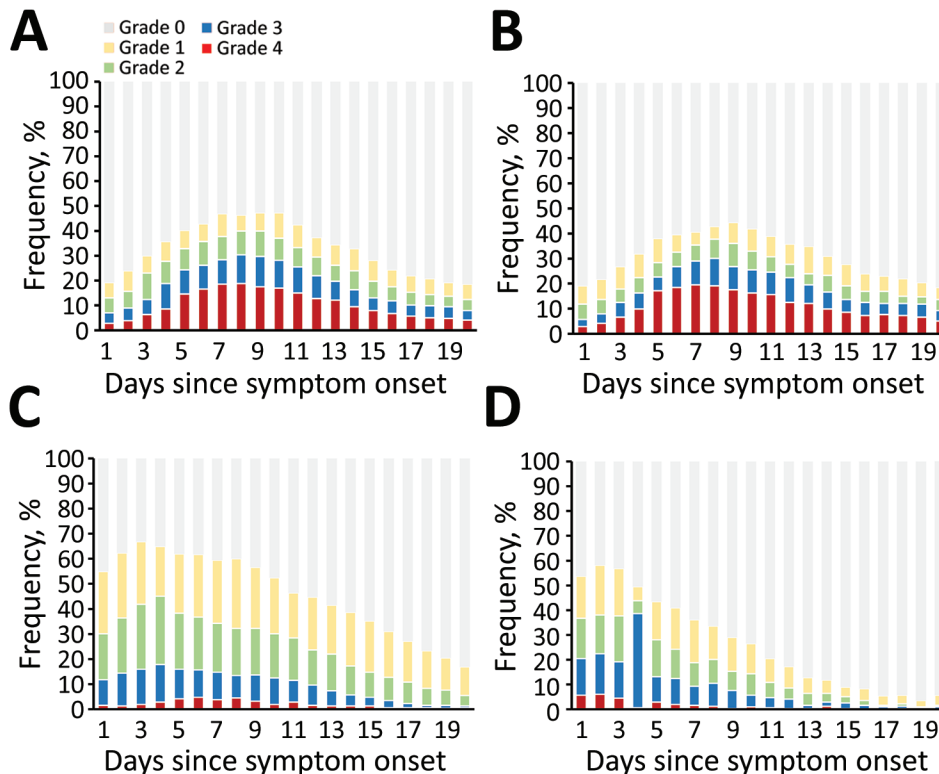 A
Grade 0
Grade 1
Grade 2
Grade 3
Grade 4
Frequency, %
100
90
80
70
60
50
40
30
20
10
0
1 3 5 7 9 11 13 15 17 19
Days since symptom onset
B
Frequency, %
100
90
80
70
60
50
40
30
20
10
0
1 3 5 7 9 11 13 15 17 19
Days since symptom onset
C
Frequency, %
100
90
80
70
60
50
40
30
20
10
0
1 3 5 7 9 11 13 15 17 19
Days since symptom onset
D
Frequency, %
100
90
80
70
60
50
40
30
20
10
0
1 3 5 7 9 11 13 15 17 19
Days since symptom onset